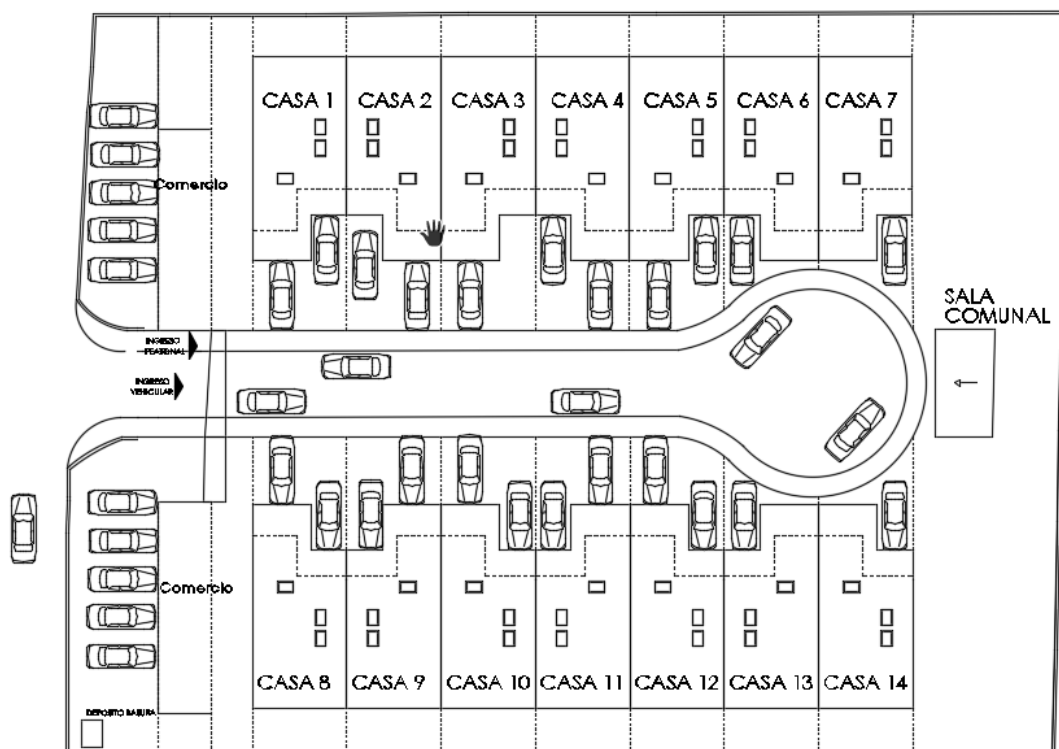 CASA 1
CASA 2
CASA 3
CASA 4
CASA 5
CASA 6
CASA 7
Comercio
SALA
COMUNAL
INGRESO
PEATONAL
INGRESO
VEHICULAR
Comercio
CASA 8
CASA 9
CASA 10
CASA 11
CASA 12
CASA 13
CASA 14
DEPOSITO BASURA